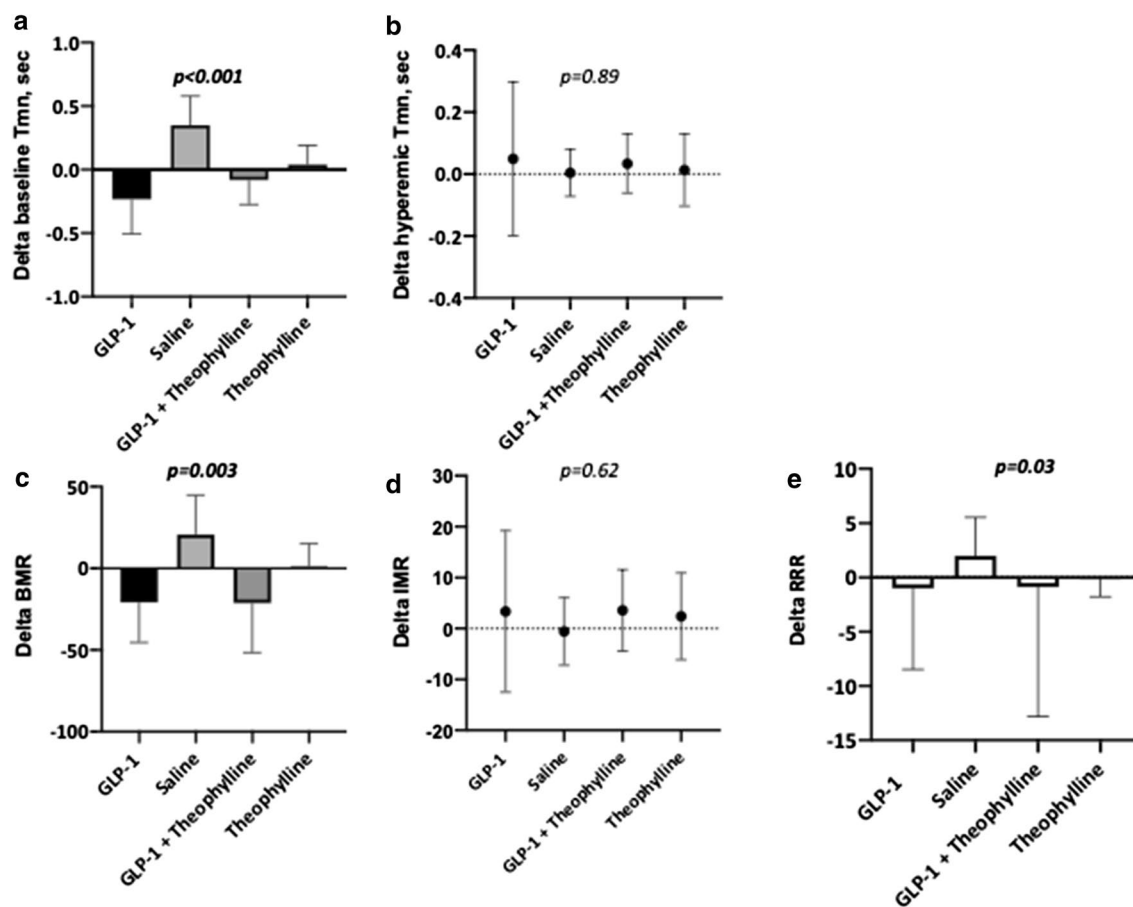 a
Delta baseline Tmn, sec
p<0.001
1.0
0.5
0.0
-0.5
-1.0
GLP-1
Saline
GLP-1 + Theophylline
Theophylline
b
Delta hyperemic Tmn, sec
p=0.89
0.4
0.2
0.0
-0.2
-0.4
GLP-1
Saline
GLP-1 +Theophylline
Theophylline
c
Delta BMR
p=0.003
50
0
-50
-100
GLP-1
Saline
GLP-1 + Theophylline
Theophylline
d
Delta IMR
p=0.62
30
20
10
0
-10
-20
GLP-1
Saline
GLP-1 + Theophylline
Theophylline
e
Delta RRR
p=0.03
10
5
0
-5
-10
-15
GLP-1
Saline
GLP-1 + Theophylline
Theophylline